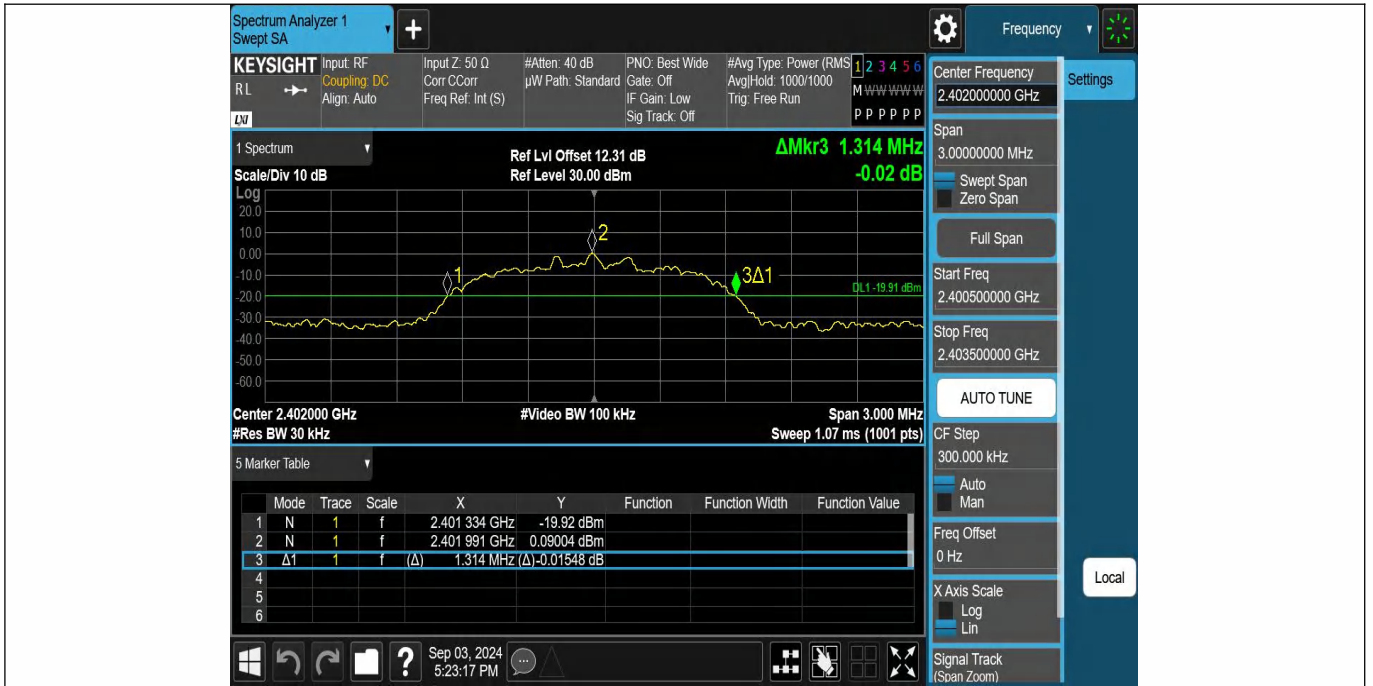 Spectrum Analyzer 1
Swept SA
+
Frequency
KEYSIGHT
R L
LXI
Input: RF
Coupling: DC
Align: Auto
Input Z: 50 Ω
Corr CCorr
Freq Ref: Int (S)
#Atten: 40 dB
µW Path: Standard
PNO: Best Wide
Gate: Off
IF Gain: Low
Sig Track: Off
#Avg Type: Power (RMS
Avg|Hold: 1000/1000
Trig: Free Run
1 2 3 4 5 6
M W W W W W
P P P P P P
Center Frequency
2.402000000 GHz
Settings
Span
3.00000000 MHz
Swept Span
Zero Span
Full Span
Start Freq
2.400500000 GHz
Stop Freq
2.403500000 GHz
AUTO TUNE
CF Step
300.000 kHz
Auto
Man
Freq Offset
0 Hz
X Axis Scale
Log
Lin
Signal Track
(Span Zoom)
Local
1 Spectrum
Scale/Div 10 dB
Ref Lvl Offset 12.31 dB
Ref Level 30.00 dBm
ΔMkr3 1.314 MHz
-0.02 dB
Log
20.0
10.0
0.00
-10.0
-20.0
-30.0
-40.0
-50.0
-60.0
1
2
3Δ1
DL1 -19.91 dBm
Center 2.402000 GHz
#Video BW 100 kHz
Span 3.000 MHz
#Res BW 30 kHz
Sweep 1.07 ms (1001 pts)
5 Marker Table
Mode Trace Scale X Y Function Function Width Function Value
1 N 1 f 2.401 334 GHz -19.92 dBm
2 N 1 f 2.401 991 GHz 0.09004 dBm
3 Δ1 1 f (Δ) 1.314 MHz (Δ) -0.01548 dB
4
5
6
?
Sep 03, 2024
5:23:17 PM